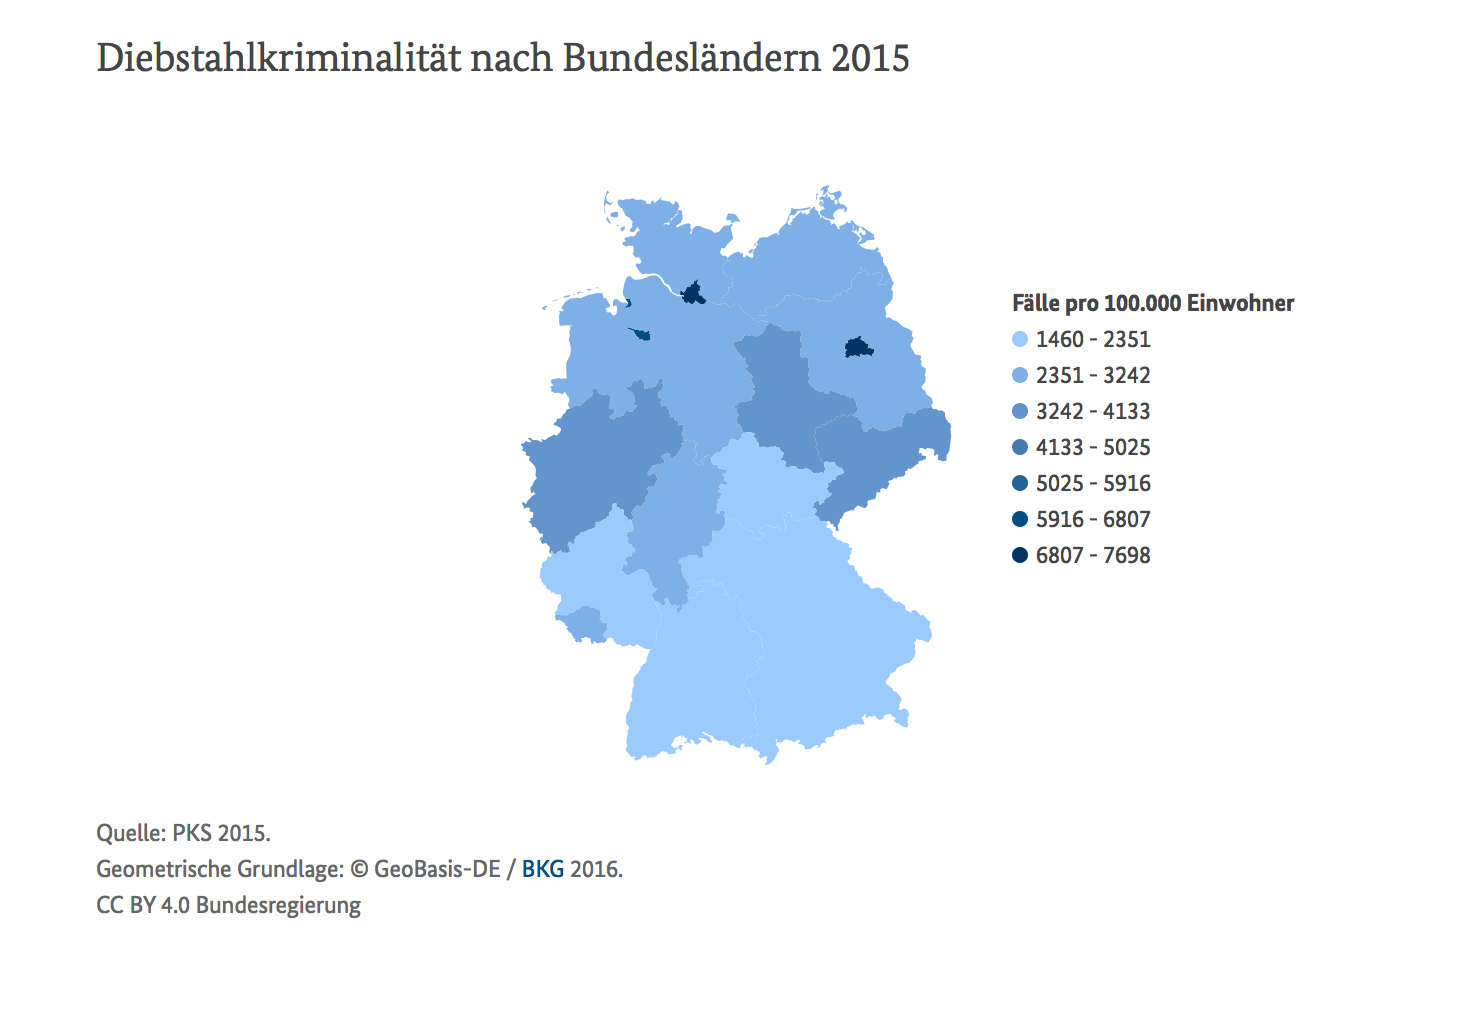 Diebstahlkriminalität nach Bundesländern 2015
Fälle pro 100.000 Einwohner
1460 - 2351
2351 - 3242
3242 - 4133
4133 - 5025
5025 - 5916
5916 - 6807
6807 - 7698
Quelle: PKS 2015.
Geometrische Grundlage: © GeoBasis-DE / BKG 2016.
CC BY 4.0 Bundesregierung